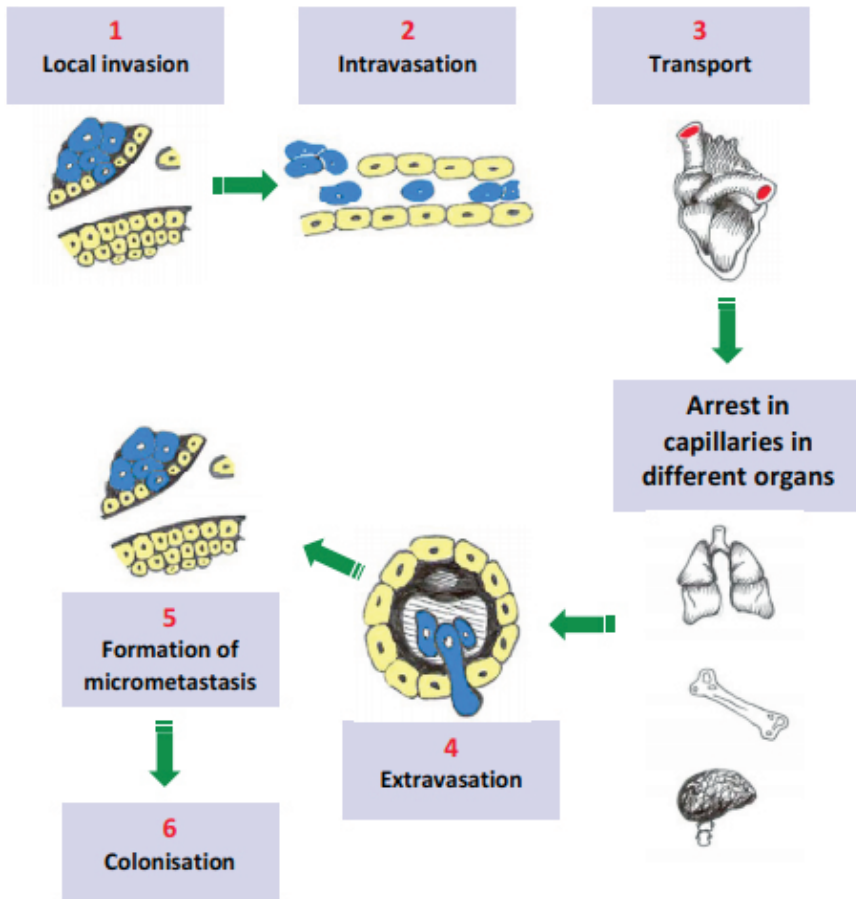 1
Local invasion
2
Intravasation
3
Transport
Arrest in
capillaries in
different organs
4
Extravasation
5
Formation of
micrometastasis
6
Colonisation